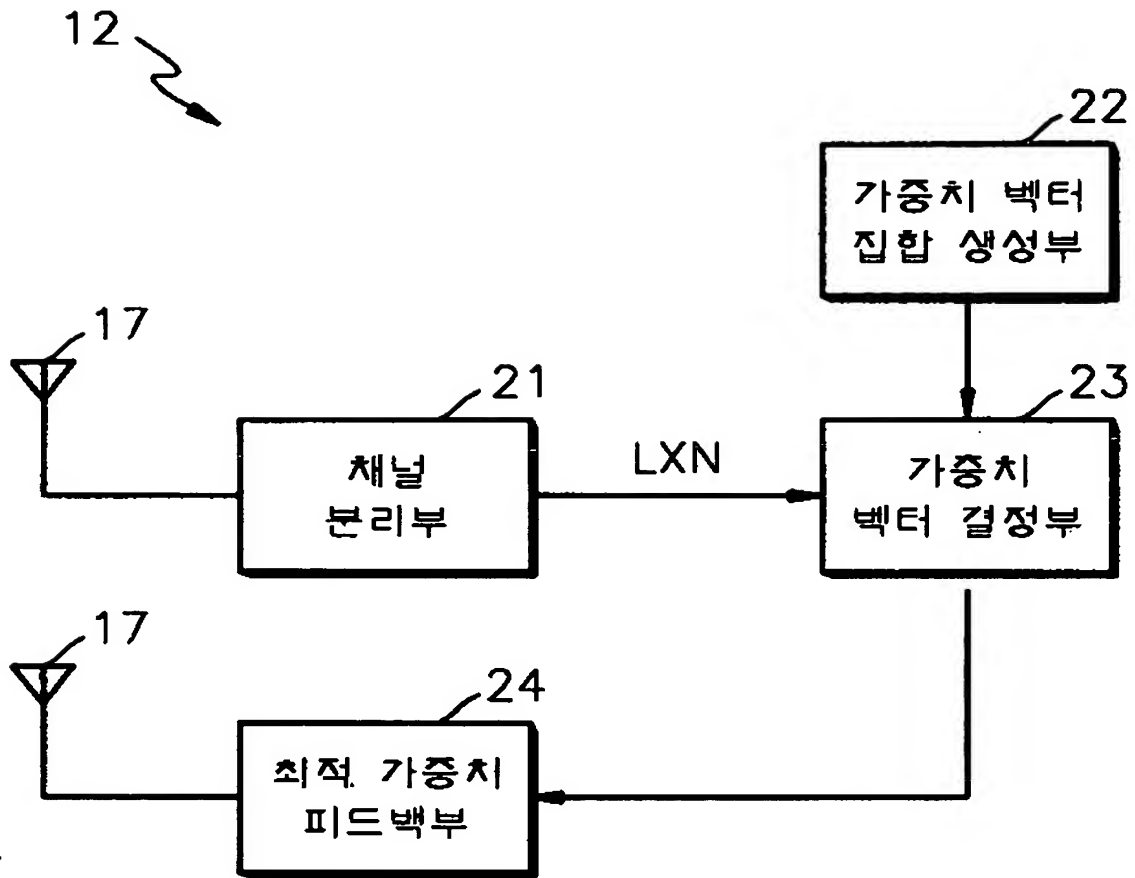 12
22
가중치 벡터
집합 생성부
17
21
채널
분리부
LXN
23
가중치
벡터 결정부
17
24
최적 가중치
피드백부